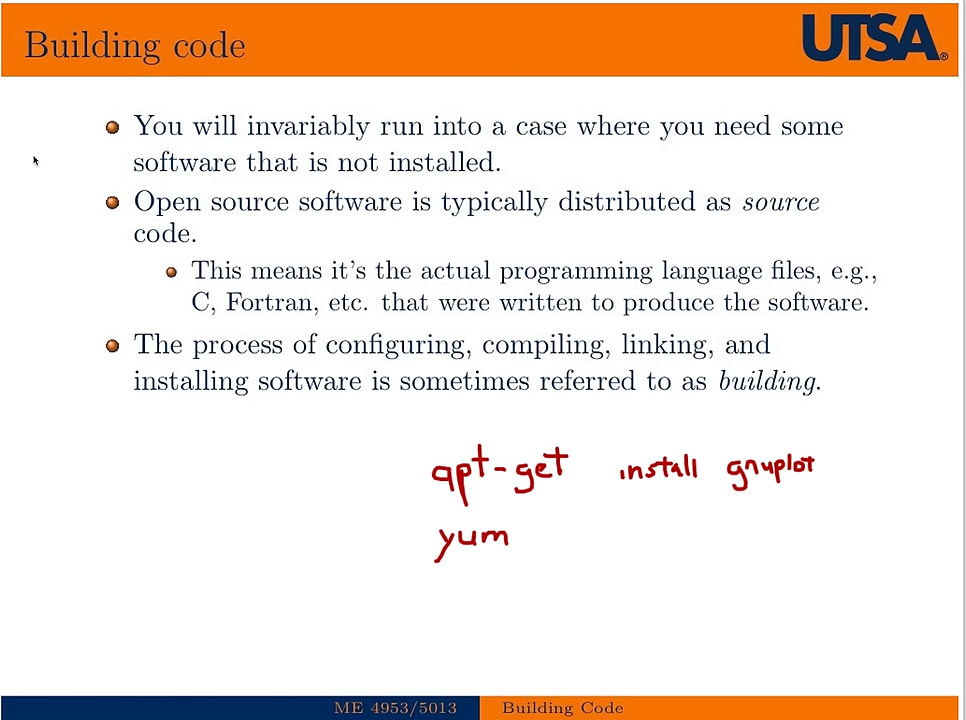 Building code
UTSA®
You will invariably run into a case where you need some
software that is not installed.
Open source software is typically distributed as source
code.
This means it's the actual programming language files, e.g.,
C, Fortran, etc. that were written to produce the software.
The process of configuring, compiling, linking, and
installing software is sometimes referred to as building.
apt-get install gnuplot
yum
ME 4953/5013 Building Code